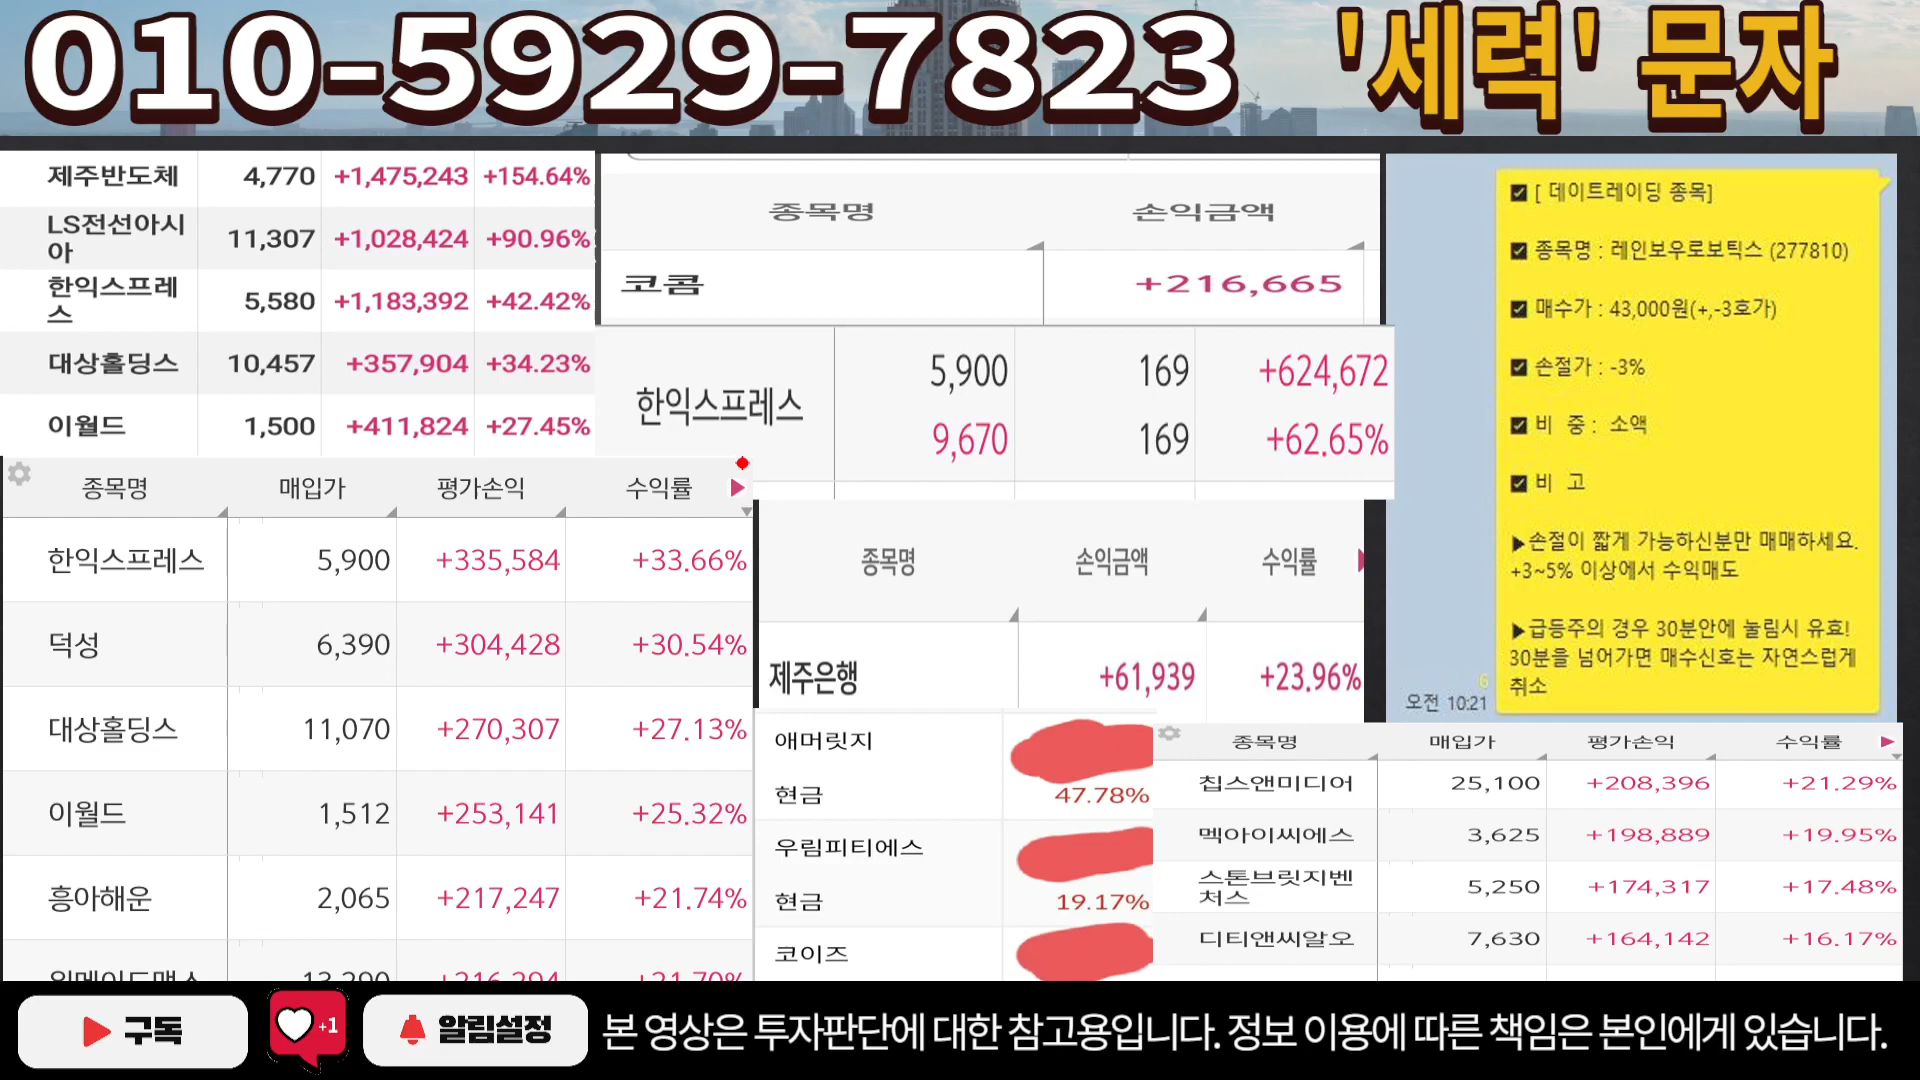 010-5929-7823 '세력' 문자
제주반도체 4,770 +1,475,243 +154.64%
LS전선아시아 11,307 +1,028,424 +90.96%
한익스프레스 5,580 +1,183,392 +42.42%
대상홀딩스 10,457 +357,904 +34.23%
이월드 1,500 +411,824 +27.45%
종목명 손익금액
코콤 +216,665
한익스프레스 5,900 169 +624,672
9,670 169 +62.65%
[ 데이트레이딩 종목]
종목명 : 레인보우로보틱스 (277810)
매수가 : 43,000원(+,-3호가)
손절가 : -3%
비 중 : 소액
비 고
▶손절이 짧게 가능하신분만 매매하세요.
+3~5% 이상에서 수익매도
▶급등주의 경우 30분안에 눌림시 유효!
30분을 넘어가면 매수신호는 자연스럽게
취소
6
오전 10:21
종목명 매입가 평가손익 수익률
한익스프레스 5,900 +335,584 +33.66%
덕성 6,390 +304,428 +30.54%
대상홀딩스 11,070 +270,307 +27.13%
이월드 1,512 +253,141 +25.32%
흥아해운 2,065 +217,247 +21.74%
종목명 손익금액 수익률
제주은행 +61,939 +23.96%
애머릿지
현금 47.78%
우림피티에스
현금 19.17%
코이즈
종목명 매입가 평가손익 수익률
칩스앤미디어 25,100 +208,396 +21.29%
멕아이씨에스 3,625 +198,889 +19.95%
스톤브릿지벤처스 5,250 +174,317 +17.48%
디티앤씨알오 7,630 +164,142 +16.17%
구독 +1 알림설정 본 영상은 투자판단에 대한 참고용입니다. 정보 이용에 따른 책임은 본인에게 있습니다.